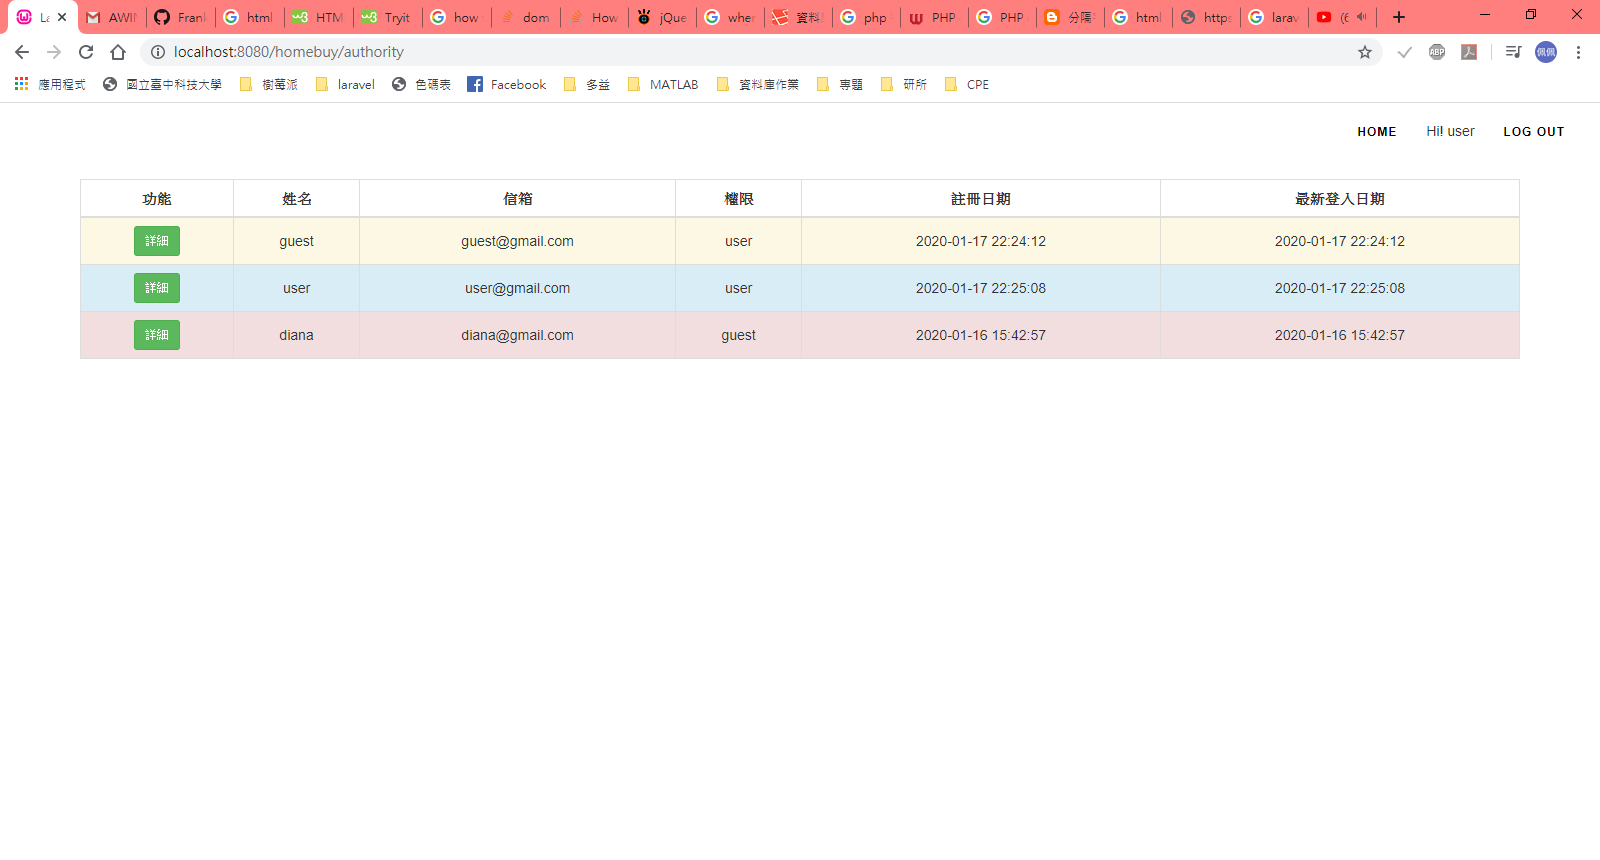 La AWIN Frank html HTM Tryit how dom How jQue wher 資料 php PHP PHP 分隔 html https larav (6
localhost:8080/homebuy/authority
應用程式 國立臺中科技大學 樹莓派 laravel 色碼表 Facebook 多益 MATLAB 資料庫作業 專題 研所 CPE
HOME Hi! user LOG OUT
功能 姓名 信箱 權限 註冊日期 最新登入日期
詳細 guest guest@gmail.com user 2020-01-17 22:24:12 2020-01-17 22:24:12
詳細 user user@gmail.com user 2020-01-17 22:25:08 2020-01-17 22:25:08
詳細 diana diana@gmail.com guest 2020-01-16 15:42:57 2020-01-16 15:42:57